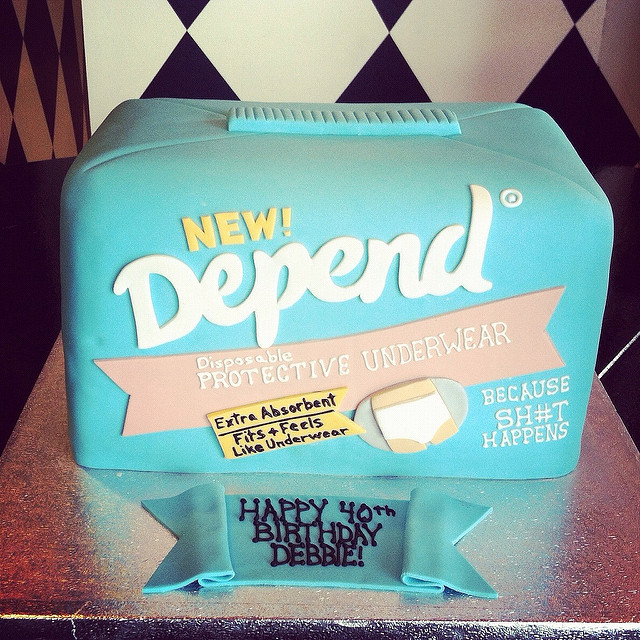 NEW!
Depend
Disposable
PROTECTIVE UNDERWEAR
Extra Absorbent
Fits + Feels
Like Underwear
BECAUSE
SH#T
HAPPENS
HAPPY 40th
BIRTHDAY
DEBBIE!